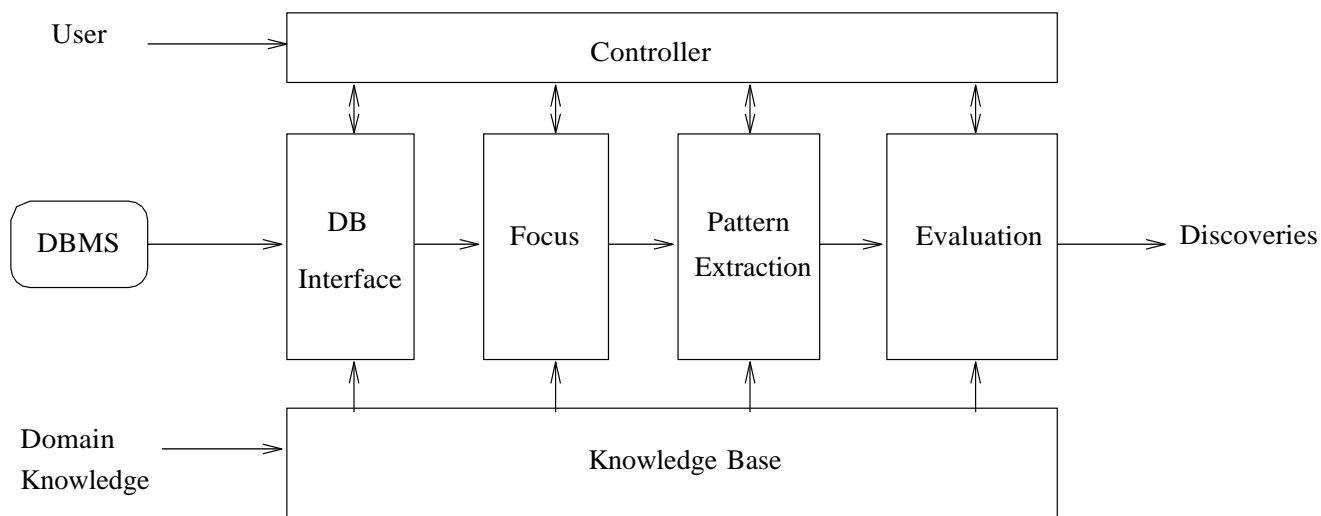 User
Controller
DBMS
DB
Interface
Focus
Pattern
Extraction
Evaluation
Discoveries
Domain
Knowledge
Knowledge Base